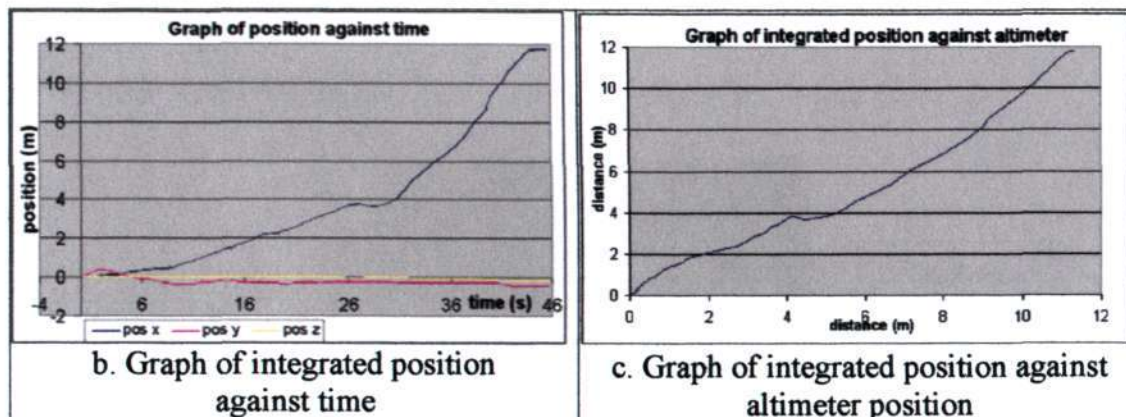 Graph of position against time
12
10
8
6
4
2
0
-2
-4 6 16 26 36 46
position (m)
time (s)
pos x pos y pos z
b. Graph of integrated position
against time
Graph of integrated position against altimeter
12
10
8
6
4
2
0
0 2 4 6 8 10 12
distance (m)
distance (m)
c. Graph of integrated position against
altimeter position